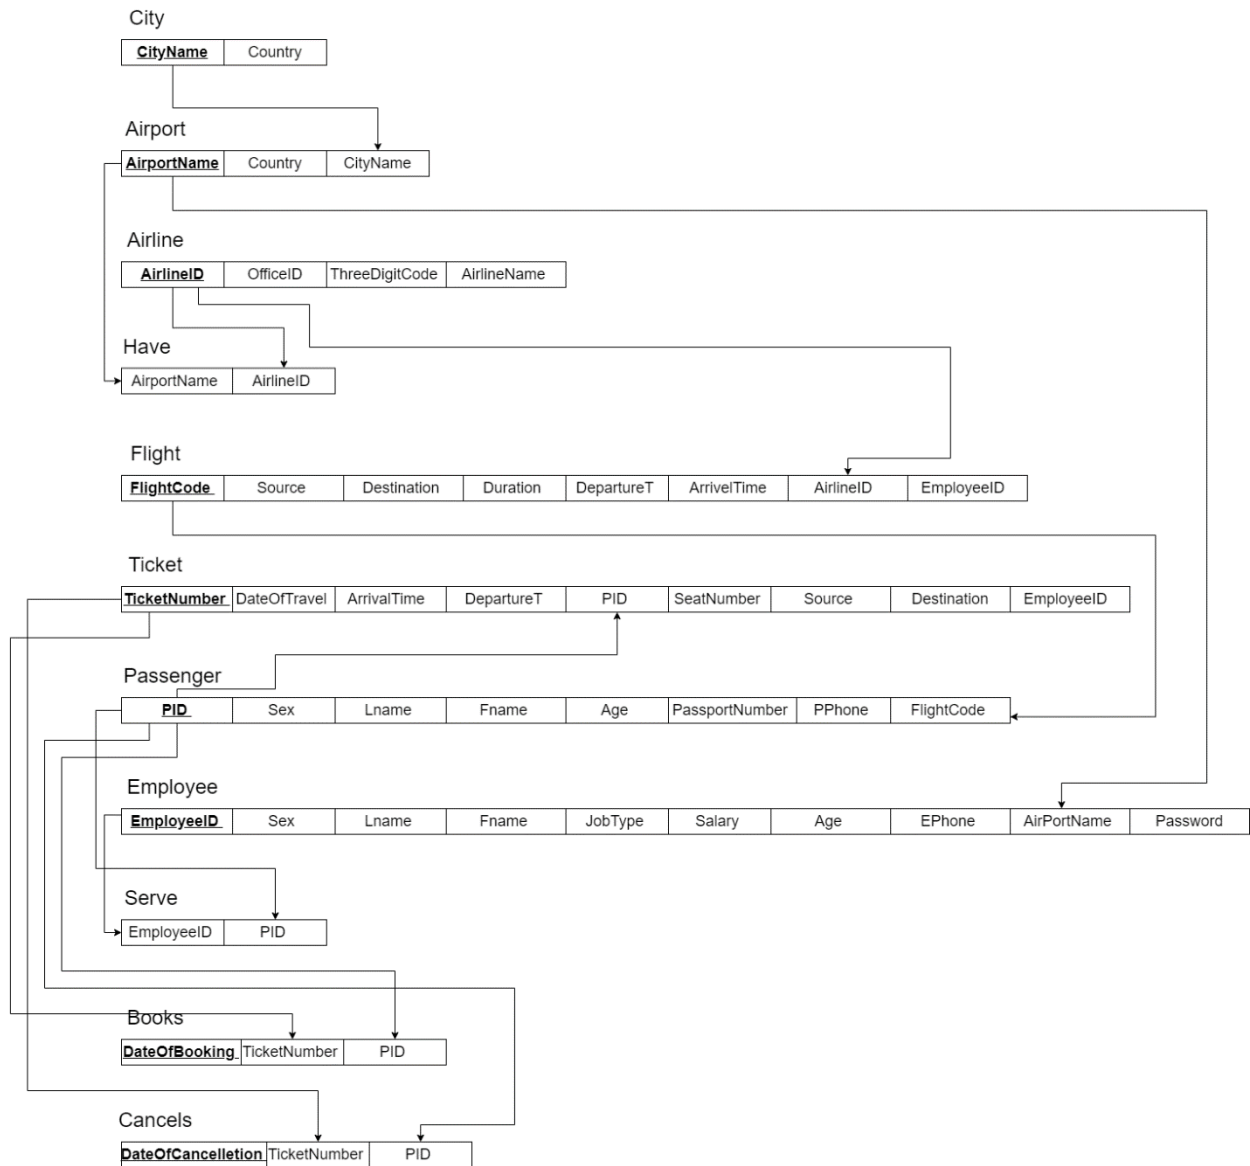 City
CityName Country
Airport
AirportName Country CityName
Airline
AirlineID OfficeID ThreeDigitCode AirlineName
Have
AirportName AirlineID
Flight
FlightCode Source Destination Duration DepartureT ArrivelTime AirlineID EmployeeID
Ticket
TicketNumber DateOfTravel ArrivalTime DepartureT PID SeatNumber Source Destination EmployeeID
Passenger
PID Sex Lname Fname Age PassportNumber PPhone FlightCode
Employee
EmployeeID Sex Lname Fname JobType Salary Age EPhone AirPortName Password
Serve
EmployeeID PID
Books
DateOfBooking TicketNumber PID
Cancels
DateOfCancelletion TicketNumber PID